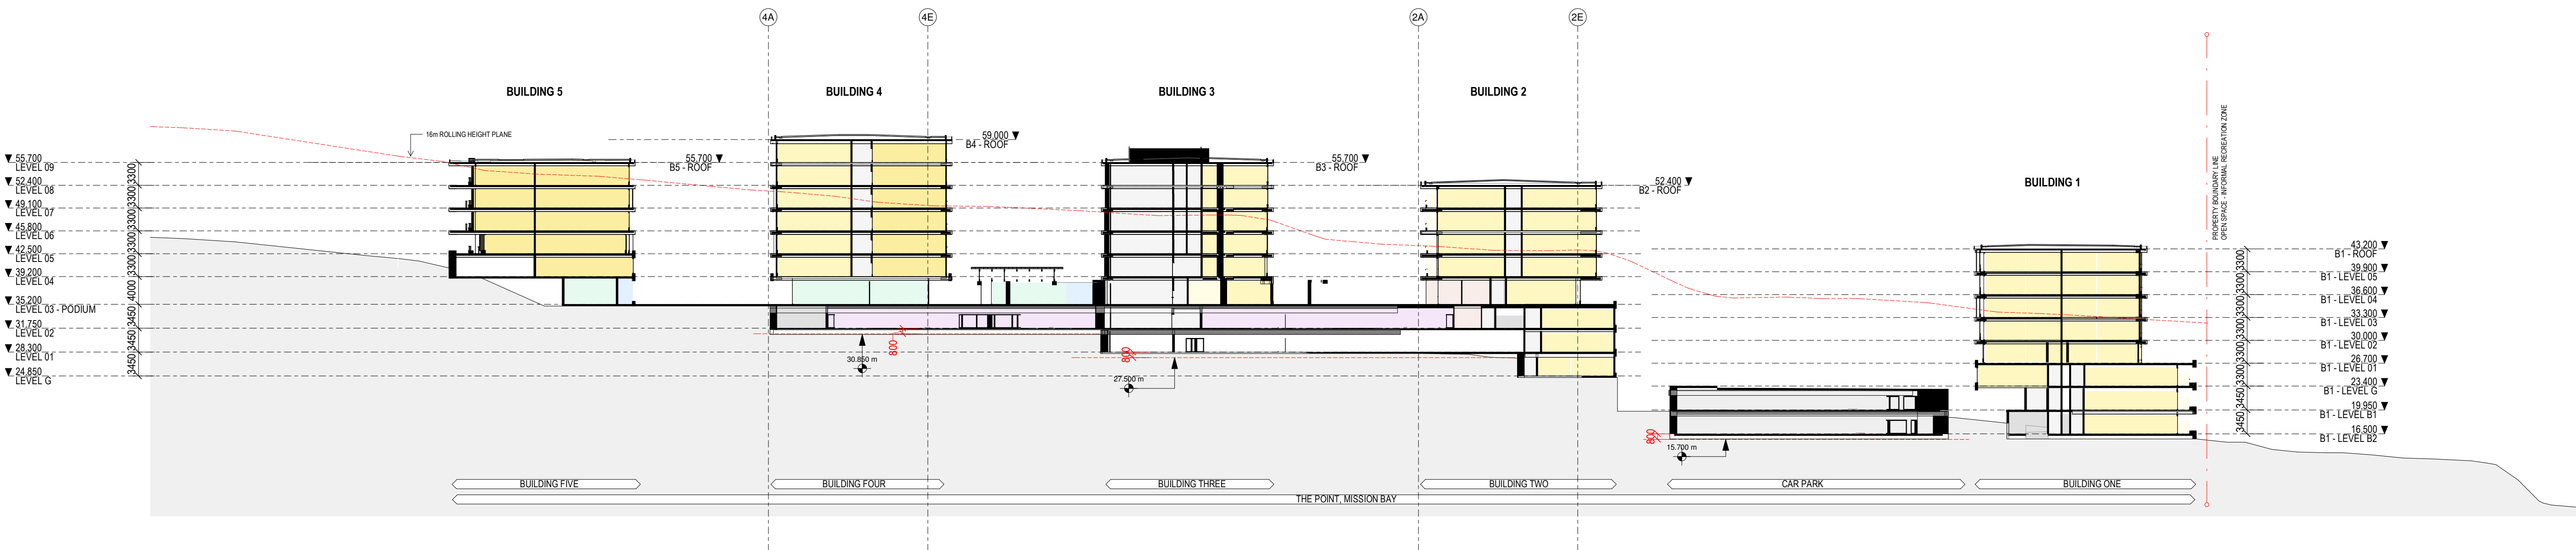 4A
4E
2A
2E
BUILDING 5
BUILDING 4
BUILDING 3
BUILDING 2
BUILDING 1
16m ROLLING HEIGHT PLANE
55.700
LEVEL 09
52.400
LEVEL 08
49.100
LEVEL 07
45.800
LEVEL 06
42.500
LEVEL 05
39.200
LEVEL 04
35.200
LEVEL 03 - PODIUM
31.750
LEVEL 02
28.300
LEVEL 01
24.850
LEVEL G
3300
3300
3300
3300
3300
4000
3450
3450
3450
55.700
B5 - ROOF
59.000
B4 - ROOF
55.700
B3 - ROOF
52.400
B2 - ROOF
800
30.850 m
800
27.500 m
800
15.700 m
PROPERTY BOUNDARY LINE
OPEN SPACE - INFORMAL RECREATION ZONE
3300
3300
3300
3300
3300
3300
3450
3450
43.200
B1 - ROOF
39.900
B1 - LEVEL 05
36.600
B1 - LEVEL 04
33.300
B1 - LEVEL 03
30.000
B1 - LEVEL 02
26.700
B1 - LEVEL 01
23.400
B1 - LEVEL G
19.950
B1 - LEVEL B1
16.500
B1 - LEVEL B2
BUILDING FIVE
BUILDING FOUR
BUILDING THREE
BUILDING TWO
CAR PARK
BUILDING ONE
THE POINT, MISSION BAY